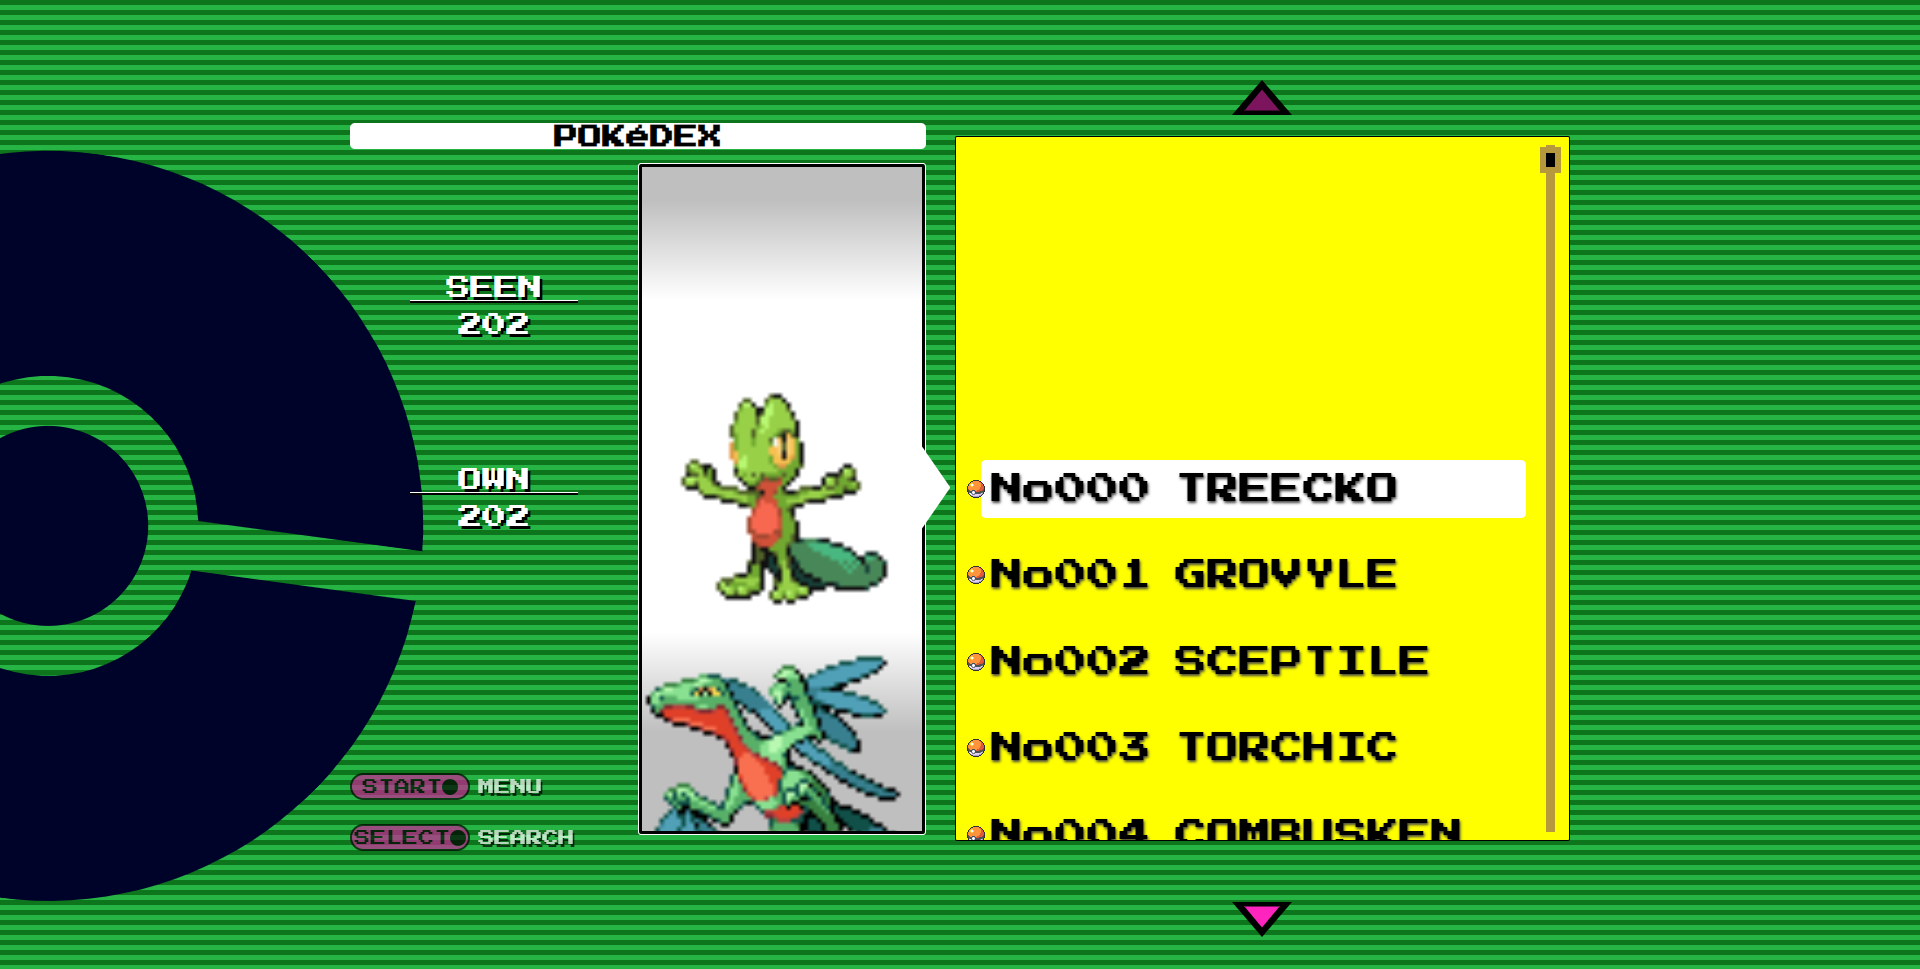 POKéDEX
SEEN
202
OWN
202
START MENU
SELECT SEARCH
No000 TREECKO
No001 GROVYLE
No002 SCEPTILE
No003 TORCHIC
No004 COMBUSKEN